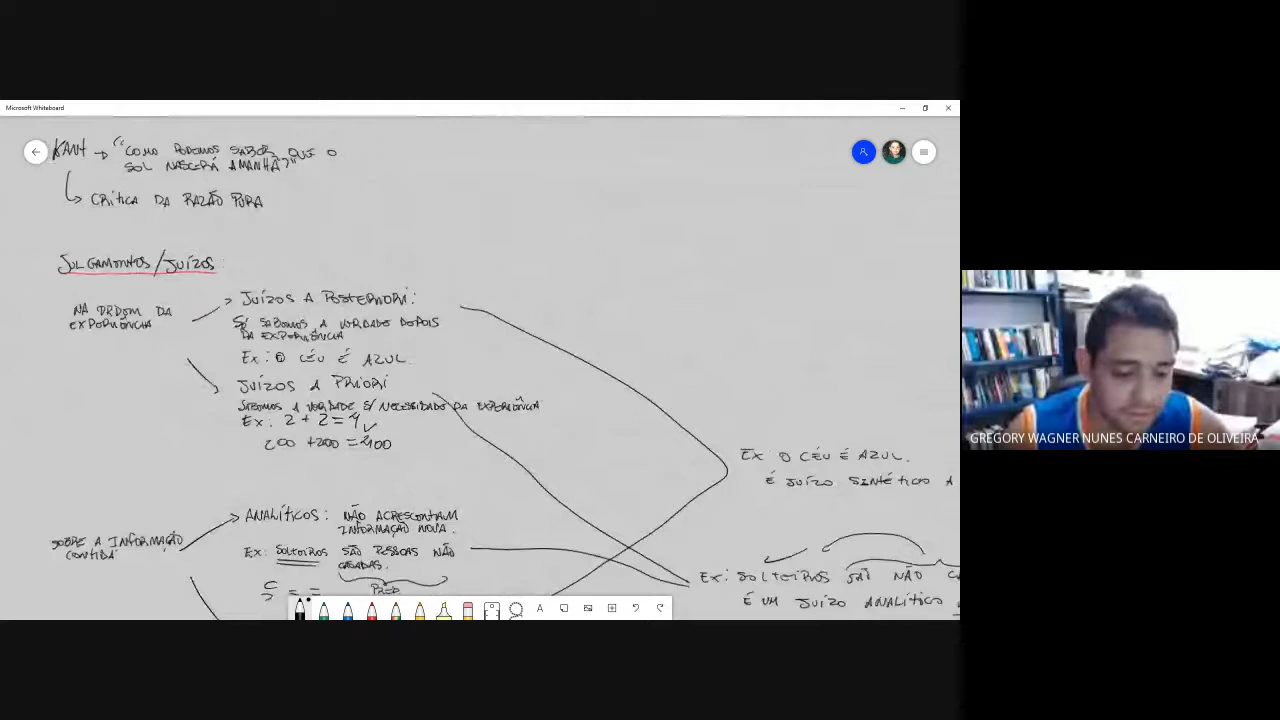 Microsoft Whiteboard
KANT → "COMO PODEMOS SABER QUE O
SOL NASCERÁ AMANHÃ?"
↳ CRÍTICA DA RAZÃO PURA
JULGAMENTOS/JUÍZOS:
NA ORDEM DA
EXPERIÊNCIA
JUÍZOS A POSTERIORI:
SÓ SABEMOS A VERDADE DEPOIS
DA EXPERIÊNCIA
Ex: O CÉU É AZUL.
JUÍZOS A PRIORI
SABEMOS A VERDADE S/ NECESSIDADE DA EXPERIÊNCIA
Ex: 2 + 2 = 4
200 + 200 = 400
SOBRE A INFORMAÇÃO
CONTIDA
ANALÍTICOS: NÃO ACRESCENTAM
INFORMAÇÃO NOVA.
Ex: SOLTEIROS SÃO PESSOAS NÃO
CASADAS.
PRED
Ex O CÉU É AZUL.
É JUÍZO SINTÉTICO A
Ex: SOLTEIROS SÃO NÃO C
É UM JUÍZO ANALÍTICO
GREGORY WAGNER NUNES CARNEIRO DE OLIVEIRA